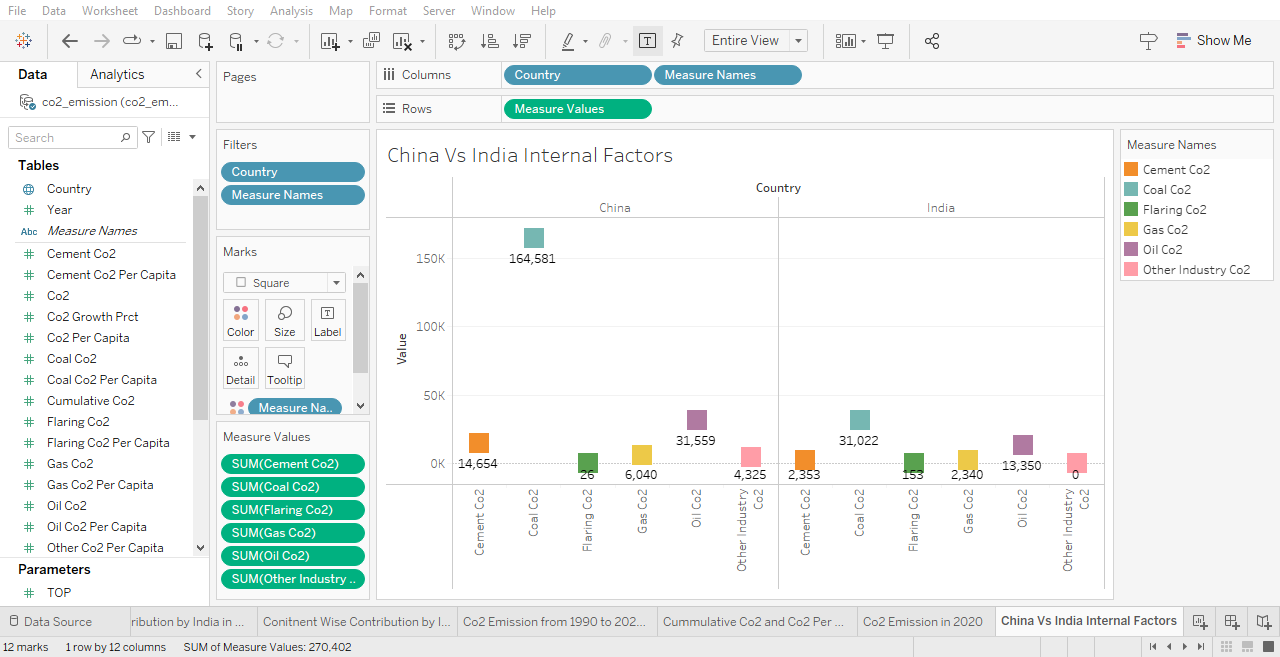 File Data Worksheet Dashboard Story Analysis Map Format Server Window Help
Entire View
Show Me
Data Analytics
co2_emission (co2_em...
Search
Tables
Country
Year
Abc Measure Names
Cement Co2
Cement Co2 Per Capita
Co2
Co2 Growth Prct
Co2 Per Capita
Coal Co2
Coal Co2 Per Capita
Cumulative Co2
Flaring Co2
Flaring Co2 Per Capita
Gas Co2
Gas Co2 Per Capita
Oil Co2
Oil Co2 Per Capita
Other Co2 Per Capita
Parameters
TOP
Pages
Filters
Country
Measure Names
Marks
Square
Color Size Label
Detail Tooltip
Measure Na..
Measure Values
SUM(Cement Co2)
SUM(Coal Co2)
SUM(Flaring Co2)
SUM(Gas Co2)
SUM(Oil Co2)
SUM(Other Industry ..
Columns Country Measure Names
Rows Measure Values
China Vs India Internal Factors
Country
China India
Value
150K
100K
50K
0K
164,581
14,654
26
6,040
31,559
4,325
2,353
31,022
153
2,340
13,350
0
Cement Co2
Coal Co2
Flaring Co2
Gas Co2
Oil Co2
Other Industry
Co2
Cement Co2
Coal Co2
Flaring Co2
Gas Co2
Oil Co2
Other Industry
Co2
Measure Names
Cement Co2
Coal Co2
Flaring Co2
Gas Co2
Oil Co2
Other Industry Co2
Data Source ribution by India in ... Conitnent Wise Contribution by I... Co2 Emission from 1990 to 202... Cummulative Co2 and Co2 Per ... Co2 Emission in 2020 China Vs India Internal Factors
12 marks 1 row by 12 columns SUM of Measure Values: 270,402